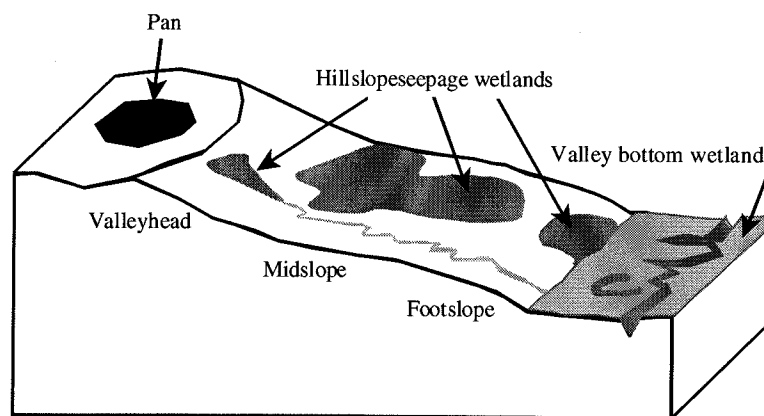 Pan
Hillslopeseepage wetlands
Valley bottom wetland
Valleyhead
Midslope
Footslope